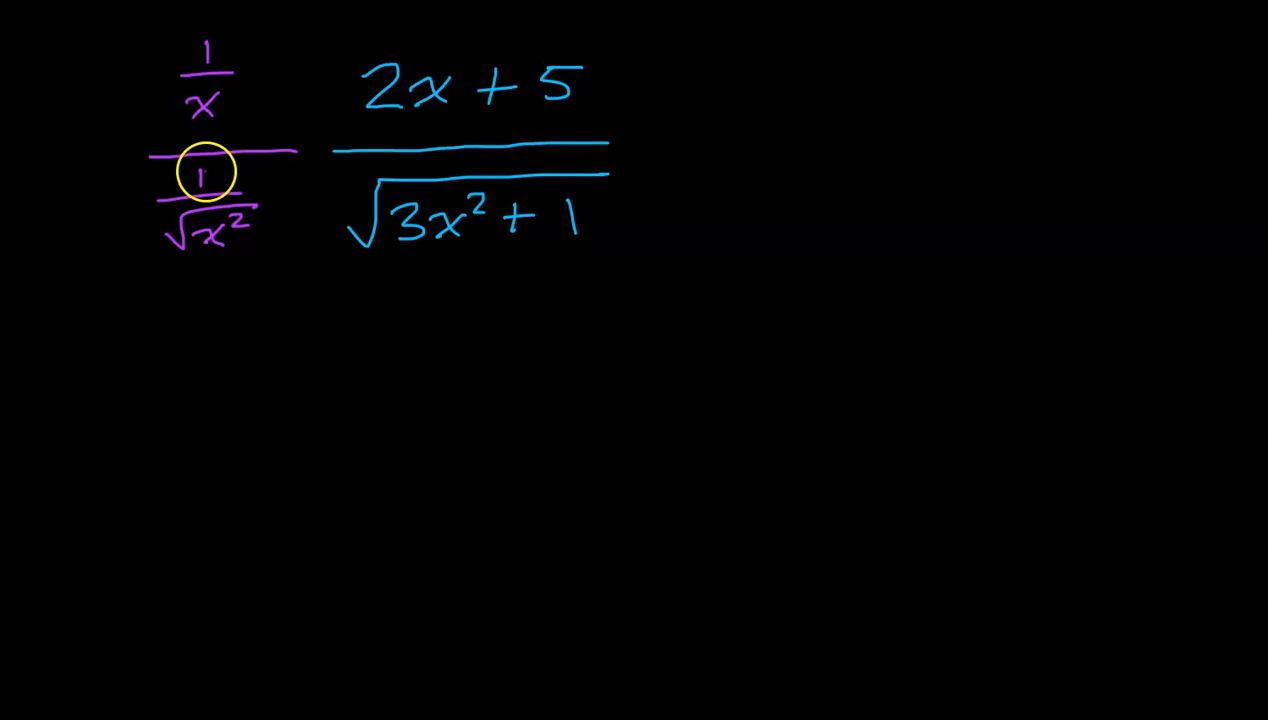 1 2x + 5
x
1
√x² √3x² + 1